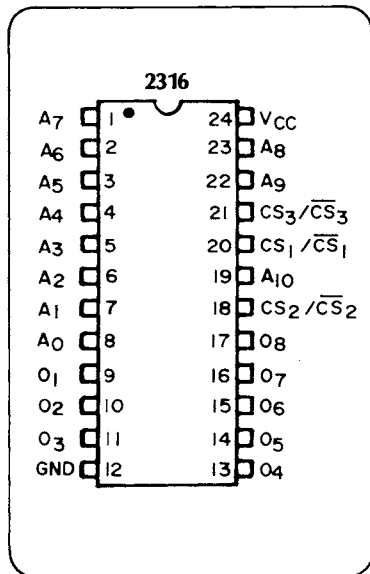 2316
A7 1 24 VCC
A6 2 23 A8
A5 3 22 A9
A4 4 21 CS3/C̅S̅3
A3 5 20 CS1/C̅S̅1
A2 6 19 A10
A1 7 18 CS2/C̅S̅2
A0 8 17 O8
O1 9 16 O7
O2 10 15 O6
O3 11 14 O5
GND 12 13 O4